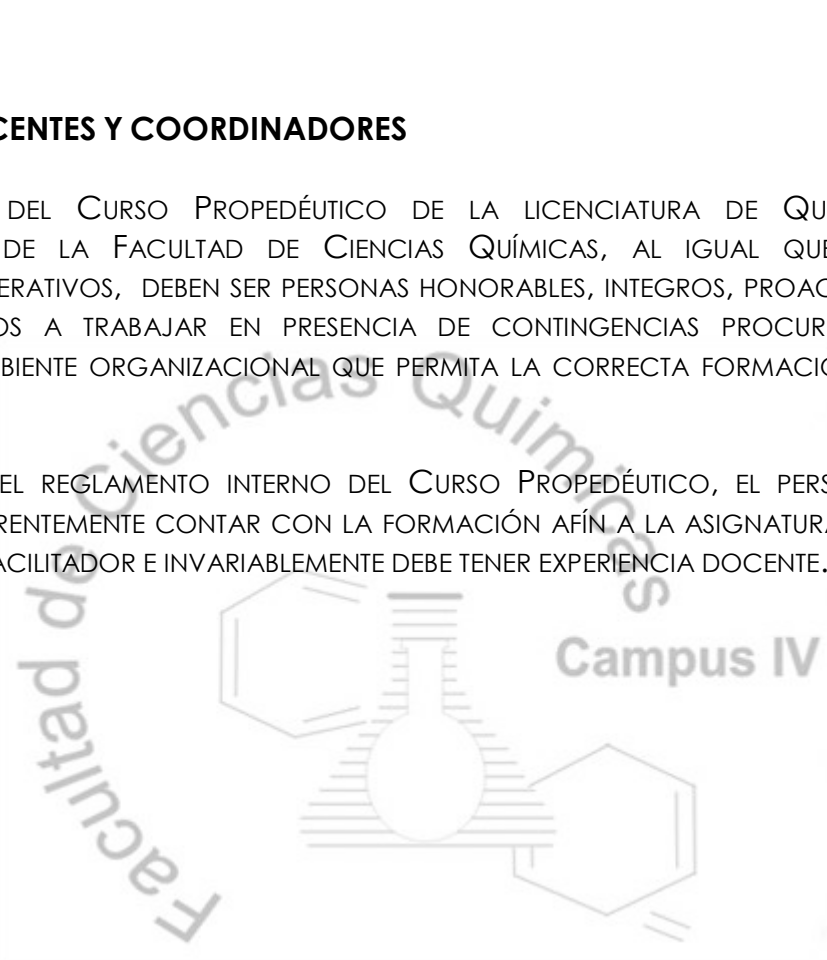 CENTES Y COORDINADORES
DEL CURSO PROPEDÉUTICO DE LA LICENCIATURA DE QU
DE LA FACULTAD DE CIENCIAS QUÍMICAS, AL IGUAL QUE
ERATIVOS, DEBEN SER PERSONAS HONORABLES, INTEGROS, PROAC
OS A TRABAJAR EN PRESENCIA DE CONTINGENCIAS PROCUR
BIENTE ORGANIZACIONAL QUE PERMITA LA CORRECTA FORMACIÓ
EL REGLAMENTO INTERNO DEL CURSO PROPEDÉUTICO, EL PERS
RENTEMENTE CONTAR CON LA FORMACIÓN AFÍN A LA ASIGNATURA
ACILITADOR E INVARIABLEMENTE DEBE TENER EXPERIENCIA DOCENTE.
Facultad de Ciencias Químicas
Campus IV